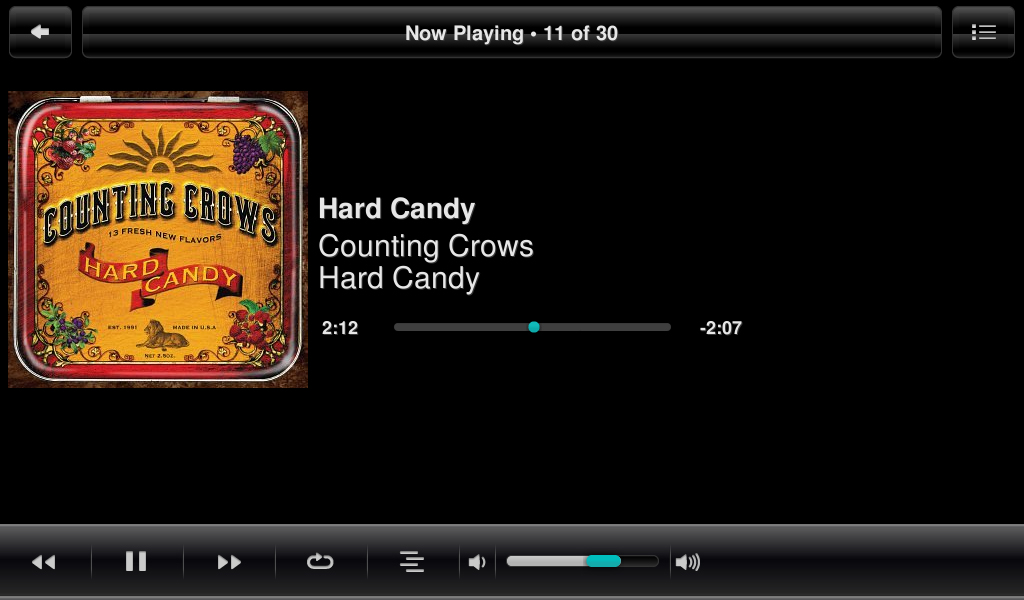 Now Playing • 11 of 30
COUNTING CROWS
13 FRESH NEW FLAVORS
HARD CANDY
EST. 1991 MADE IN U.S.A
NET 2.5OZ.
Hard Candy
Counting Crows
Hard Candy
2:12 -2:07